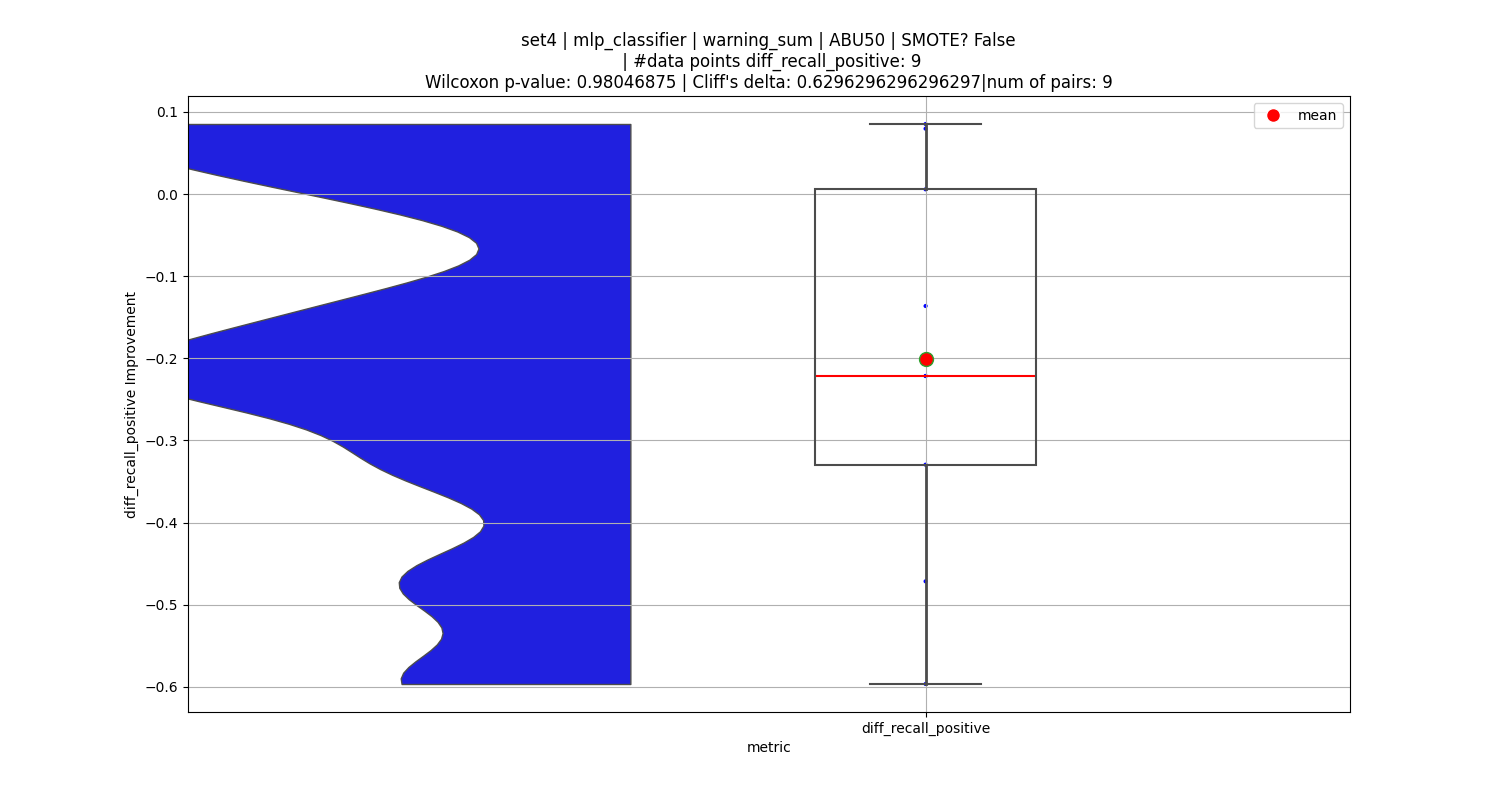 set4 | mlp_classifier | warning_sum | ABU50 | SMOTE? False
| #data points diff_recall_positive: 9
Wilcoxon p-value: 0.98046875 | Cliff's delta: 0.6296296296296297|num of pairs: 9
mean
0.1
0.0
−0.1
−0.2
−0.3
−0.4
−0.5
−0.6
diff_recall_positive Improvement
diff_recall_positive
metric